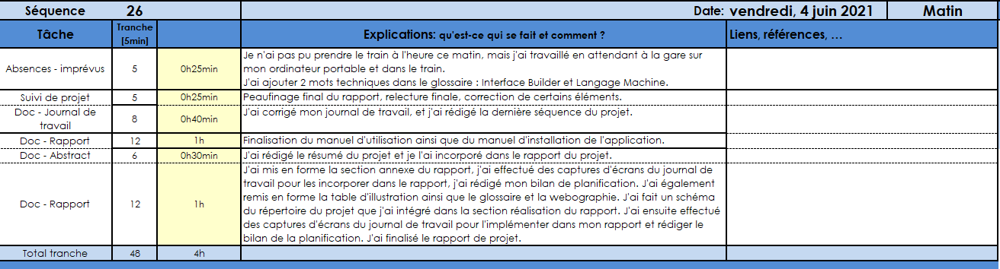 Séquence 26 Date: vendredi, 4 juin 2021 Matin
Tâche Tranche [5min] Explications: qu'est-ce qui se fait et comment ? Liens, références, …
Absences - imprévus 5 0h25min
Je n'ai pas pu prendre le train à l'heure ce matin, mais j'ai travaillé en attendant à la gare sur
mon ordinateur portable et dans le train.
J'ai ajouter 2 mots techniques dans le glossaire : Interface Builder et Langage Machine.
Suivi de projet 5 0h25min Peaufinage final du rapport, relecture finale, correction de certains éléments.
Doc - Journal de
travail
8 0h40min J'ai corrigé mon journal de travail, et j'ai rédigé la dernière séquence du projet.
Doc - Rapport 12 1h Finalisation du manuel d'utilisation ainsi que du manuel d'installation de l'application.
Doc - Abstract 6 0h30min J'ai rédigé le résumé du projet et je l'ai incorporé dans le rapport du projet.
Doc - Rapport 12 1h
J'ai mis en forme la section annexe du rapport, j'ai effectué des captures d'écrans du journal de
travail pour les incorporer dans le rapport, j'ai rédigé mon bilan de planification. J'ai également
remis en forme la table d'illustration ainsi que le glossaire et la webographie. J'ai fait un schéma
du répertoire du projet que j'ai intégré dans la section réalisation du rapport. J'ai ensuite effectué
des captures d'écrans du journal de travail pour l'implémenter dans mon rapport et rédiger le
bilan de la planification. J'ai finalisé le rapport de projet.
Total tranche 48 4h